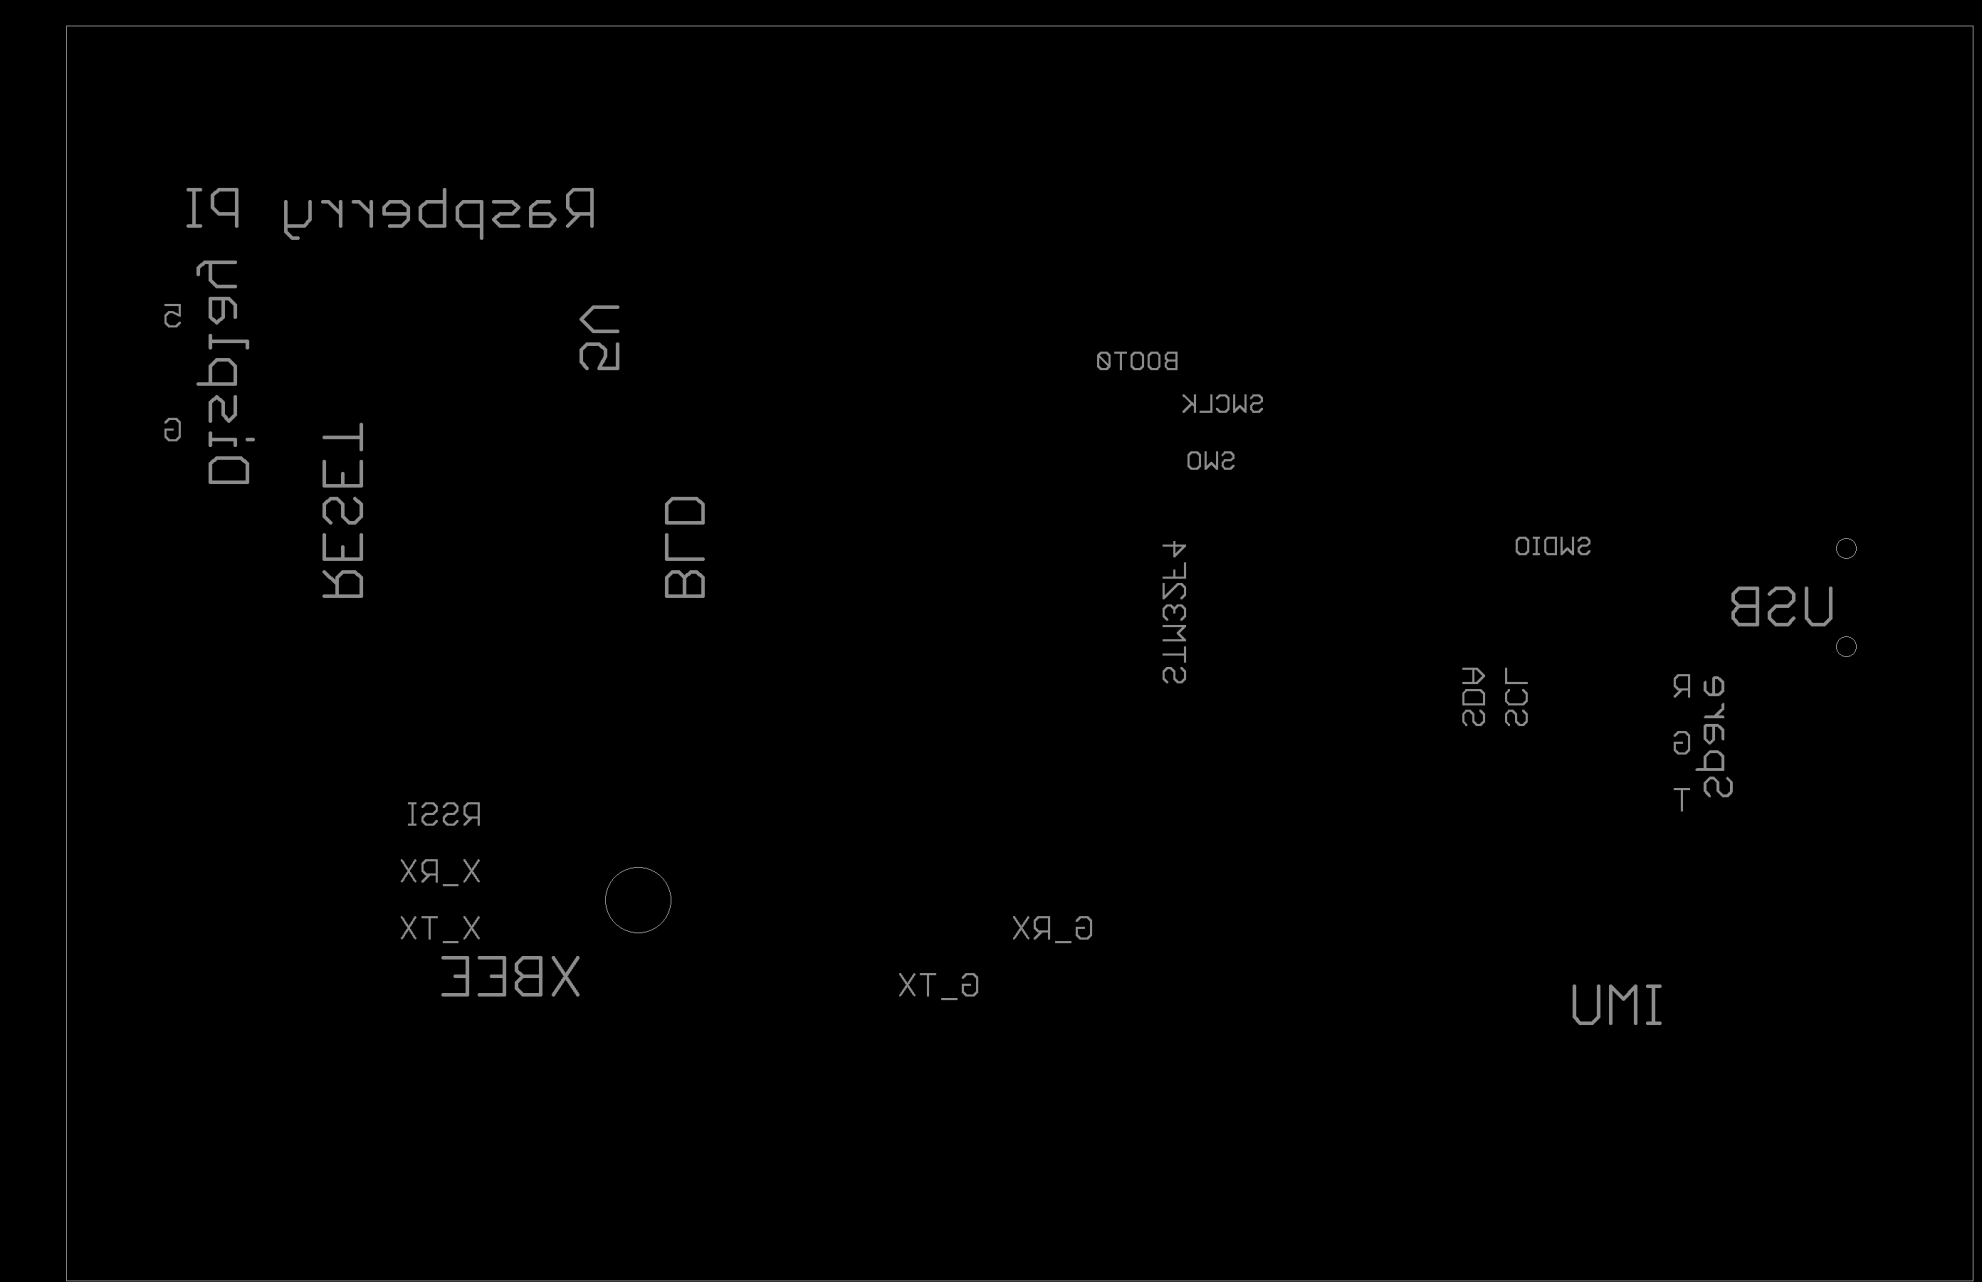 Raspberry PI
Display
5
G
5V
RESET
BLD
BOOT0
SWCLK
SWO
SWDIO
STM32F4
USB
SDA
SCL
R
G
T
Spare
RSSI
X_RX
X_TX
XBEE
G_RX
G_TX
IMU